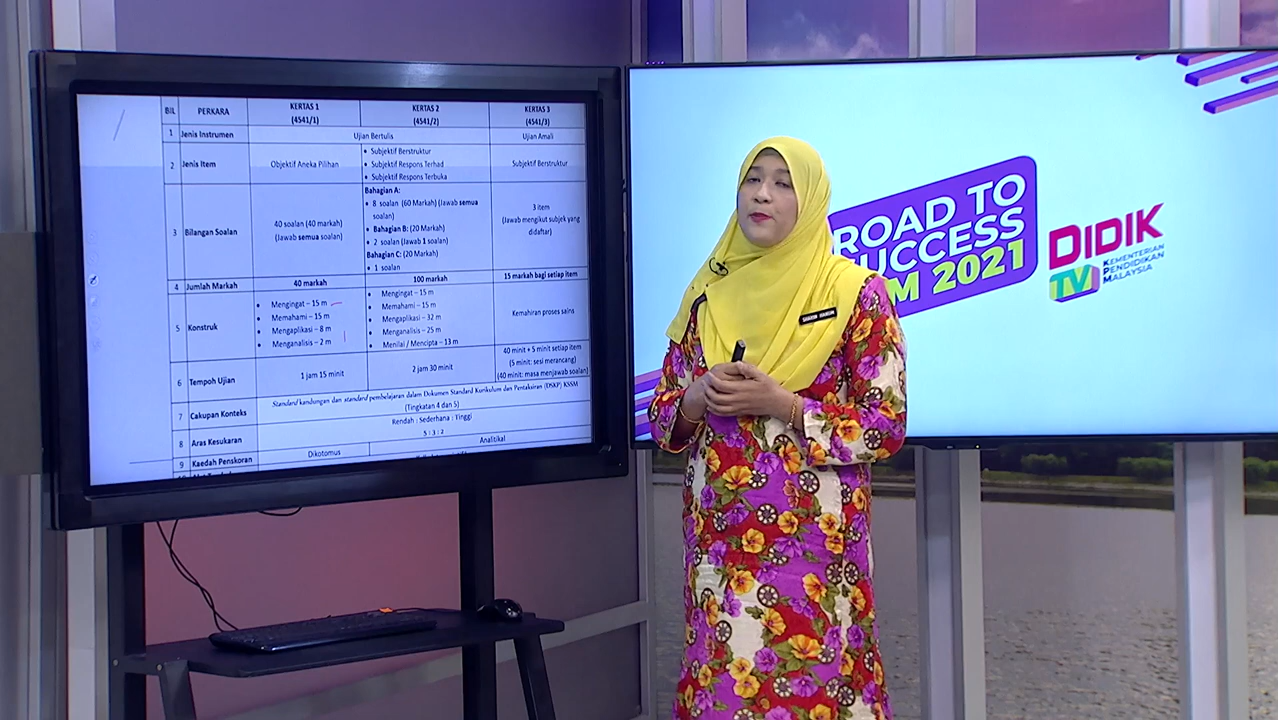 BIL PERKARA KERTAS 1 KERTAS 2 KERTAS 3
(4541/1) (4541/2) (4541/3)
1 Jenis Instrumen Ujian Bertulis Ujian Amali
2 Jenis Item Objektif Aneka Pilihan • Subjektif Berstruktur Subjektif Berstruktur
• Subjektif Respons Terhad
• Subjektif Respons Terbuka
3 Bilangan Soalan 40 soalan (40 markah)
(Jawab semua soalan)
Bahagian A:
• 8 soalan (60 Markah) (Jawab semua
soalan)
• Bahagian B: (20 Markah)
• 2 soalan (Jawab 1 soalan)
Bahagian C: (20 Markah)
• 1 soalan
3 item
(Jawab mengikut subjek yang
didaftar)
4 Jumlah Markah 40 markah 100 markah 15 markah bagi setiap item
5 Konstruk
• Mengingat – 15 m
• Memahami – 15 m
• Mengaplikasi – 8 m
• Menganalisis – 2 m
• Mengingat – 15 m
• Memahami – 15 m
• Mengaplikasi – 32 m
• Menganalisis – 25 m
• Menilai / Mencipta – 13 m
Kemahiran proses sains
6 Tempoh Ujian 1 jam 15 minit 2 jam 30 minit
40 minit + 5 minit setiap item
(5 minit: sesi merancang)
(40 minit: masa menjawab soalan)
7 Cakupan Konteks Standard kandungan dan standard pembelajaran dalam Dokumen Standard Kurikulum dan Pentaksiran (DSKP) KSSM
(Tingkatan 4 dan 5)
8 Aras Kesukaran Rendah : Sederhana : Tinggi
5 : 3 : 2
9 Kaedah Penskoran Dikotomus Analitikal
ROAD TO
SUCCESS
M 2021
DIDIK
TV
KEMENTERIAN
PENDIDIKAN
MALAYSIA